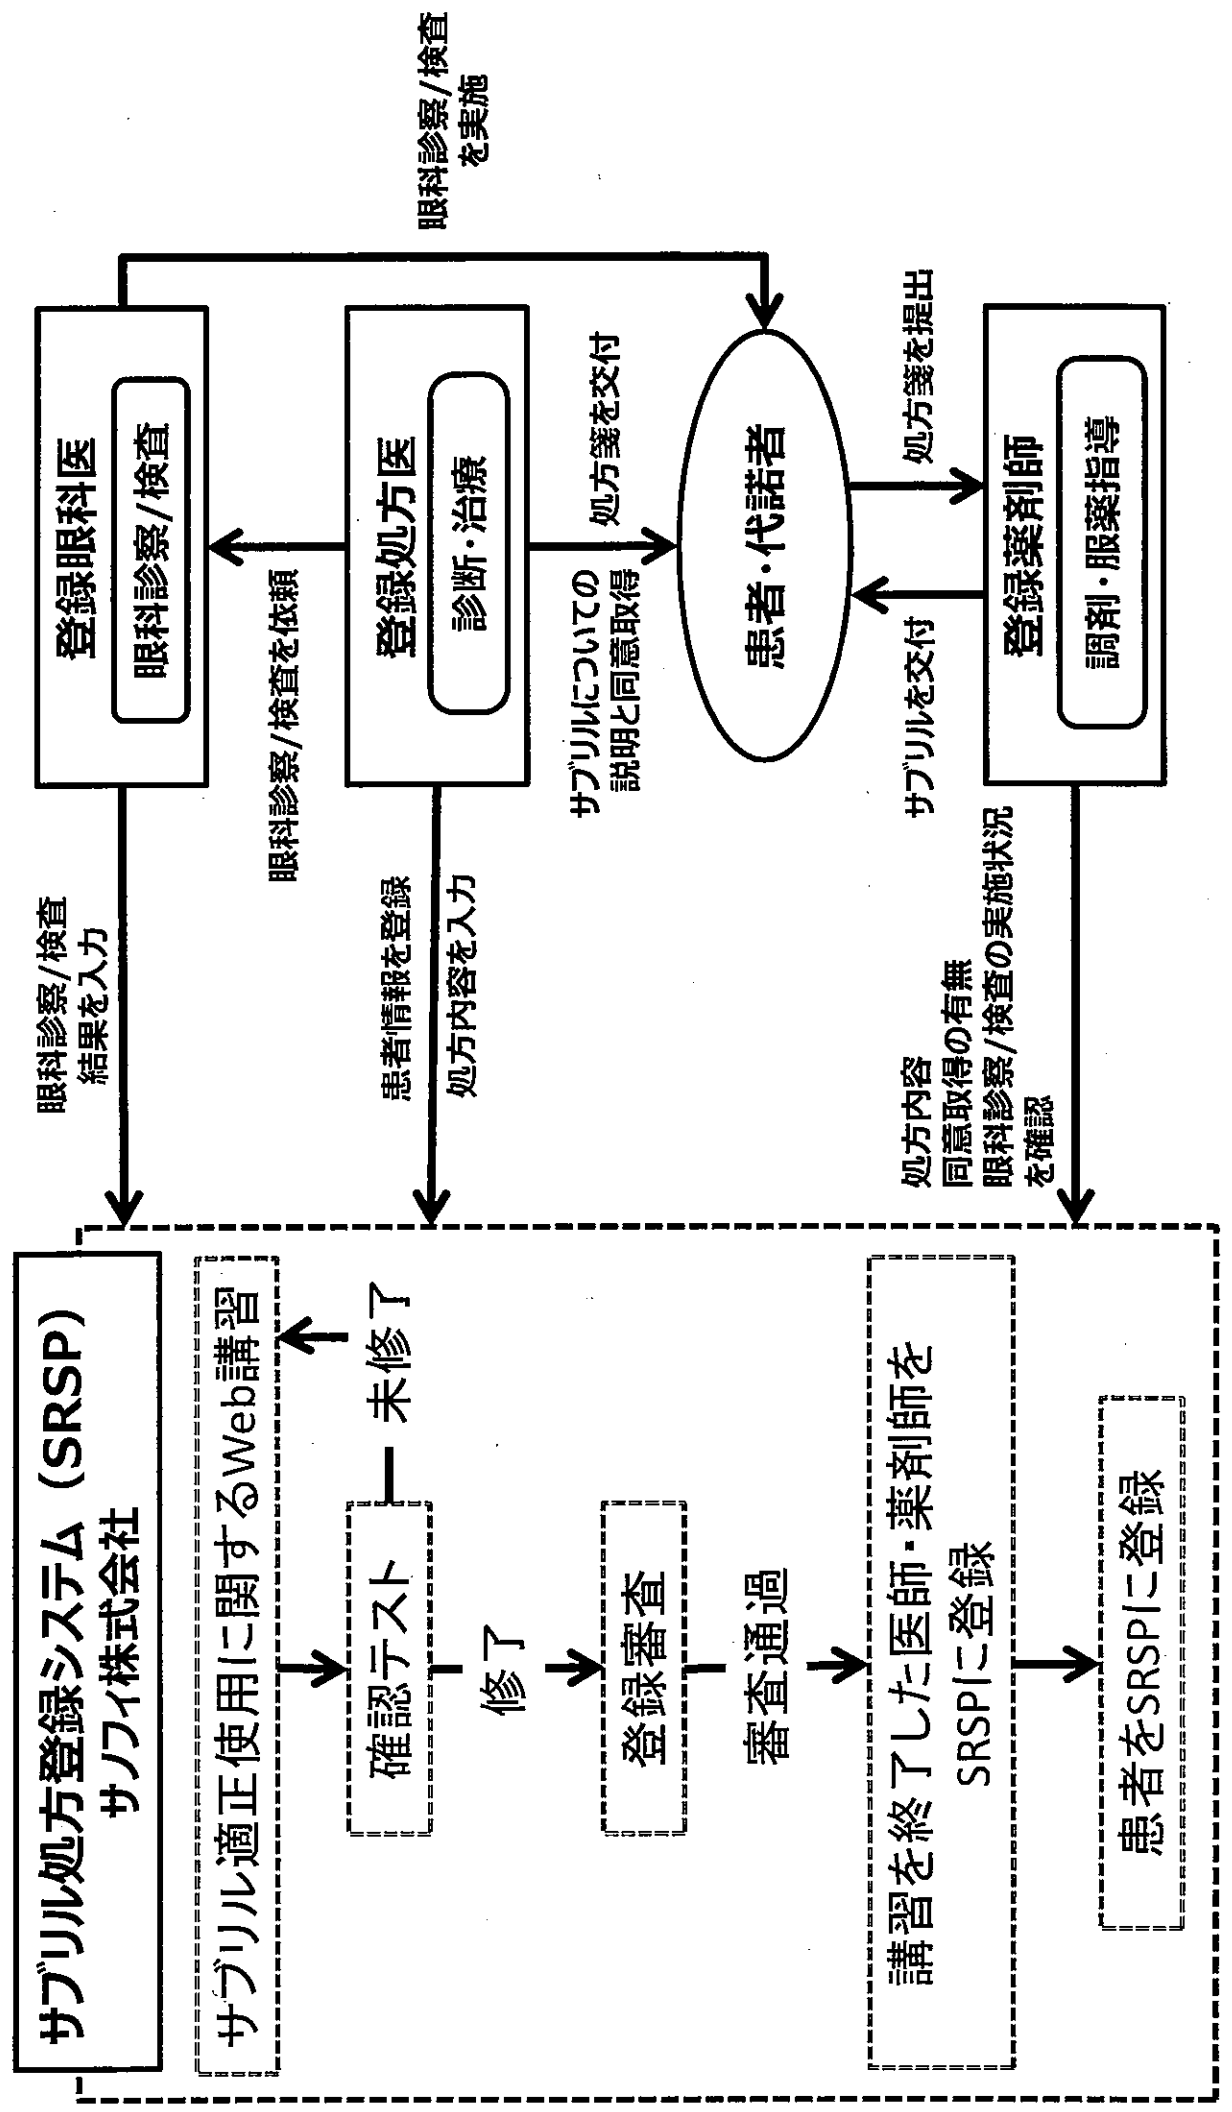 サブリル処方登録システム（SRSP）
サノフィ株式会社
サブリル適正使用に関するWeb講習
確認テスト
未修了
修了
登録審査
審査通過
講習を終了した医師・薬剤師を
SRSPに登録
患者をSRSPに登録
眼科診察/検査
結果を入力
患者情報を登録
処方内容を入力
処方内容
同意取得の有無
眼科診察/検査の実施状況
を確認
登録眼科医
眼科診察/検査
眼科診察/検査を依頼
登録処方医
診断・治療
サブリルについての
説明と同意取得
処方箋を交付
患者・代諾者
サブリルを交付
処方箋を提出
登録薬剤師
調剤・服薬指導
眼科診察/検査
を実施